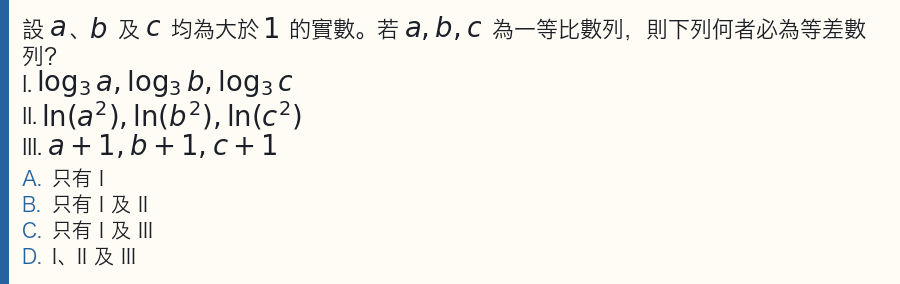 設 a、b 及 c 均為大於 1 的實數。若 a, b, c 為一等比數列，則下列何者必為等差數
列？
I. log₃ a, log₃ b, log₃ c
II. ln(a²), ln(b²), ln(c²)
III. a + 1, b + 1, c + 1
A. 只有 I
B. 只有 I 及 II
C. 只有 I 及 III
D. I、II 及 III